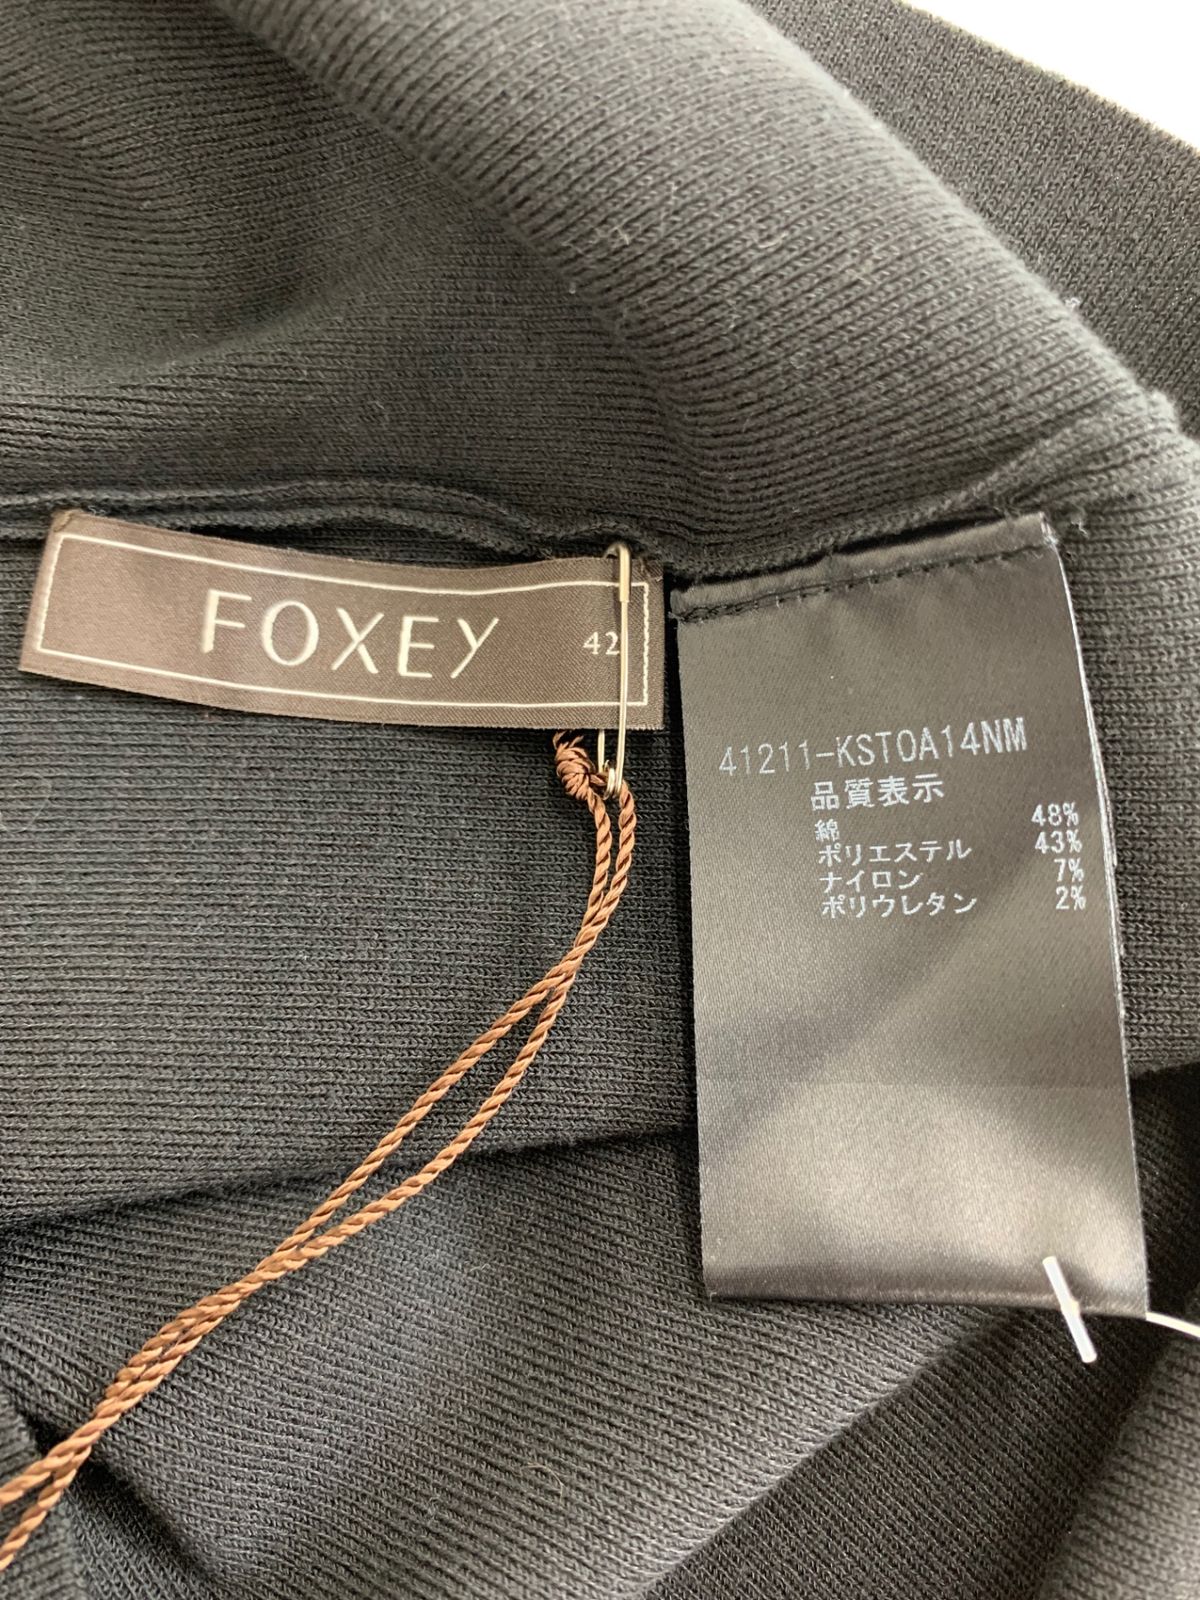 FOXEY
42
41211-KST0A14NM
品質表示
綿 48%
ポリエステル 43%
ナイロン 7%
ポリウレタン 2%